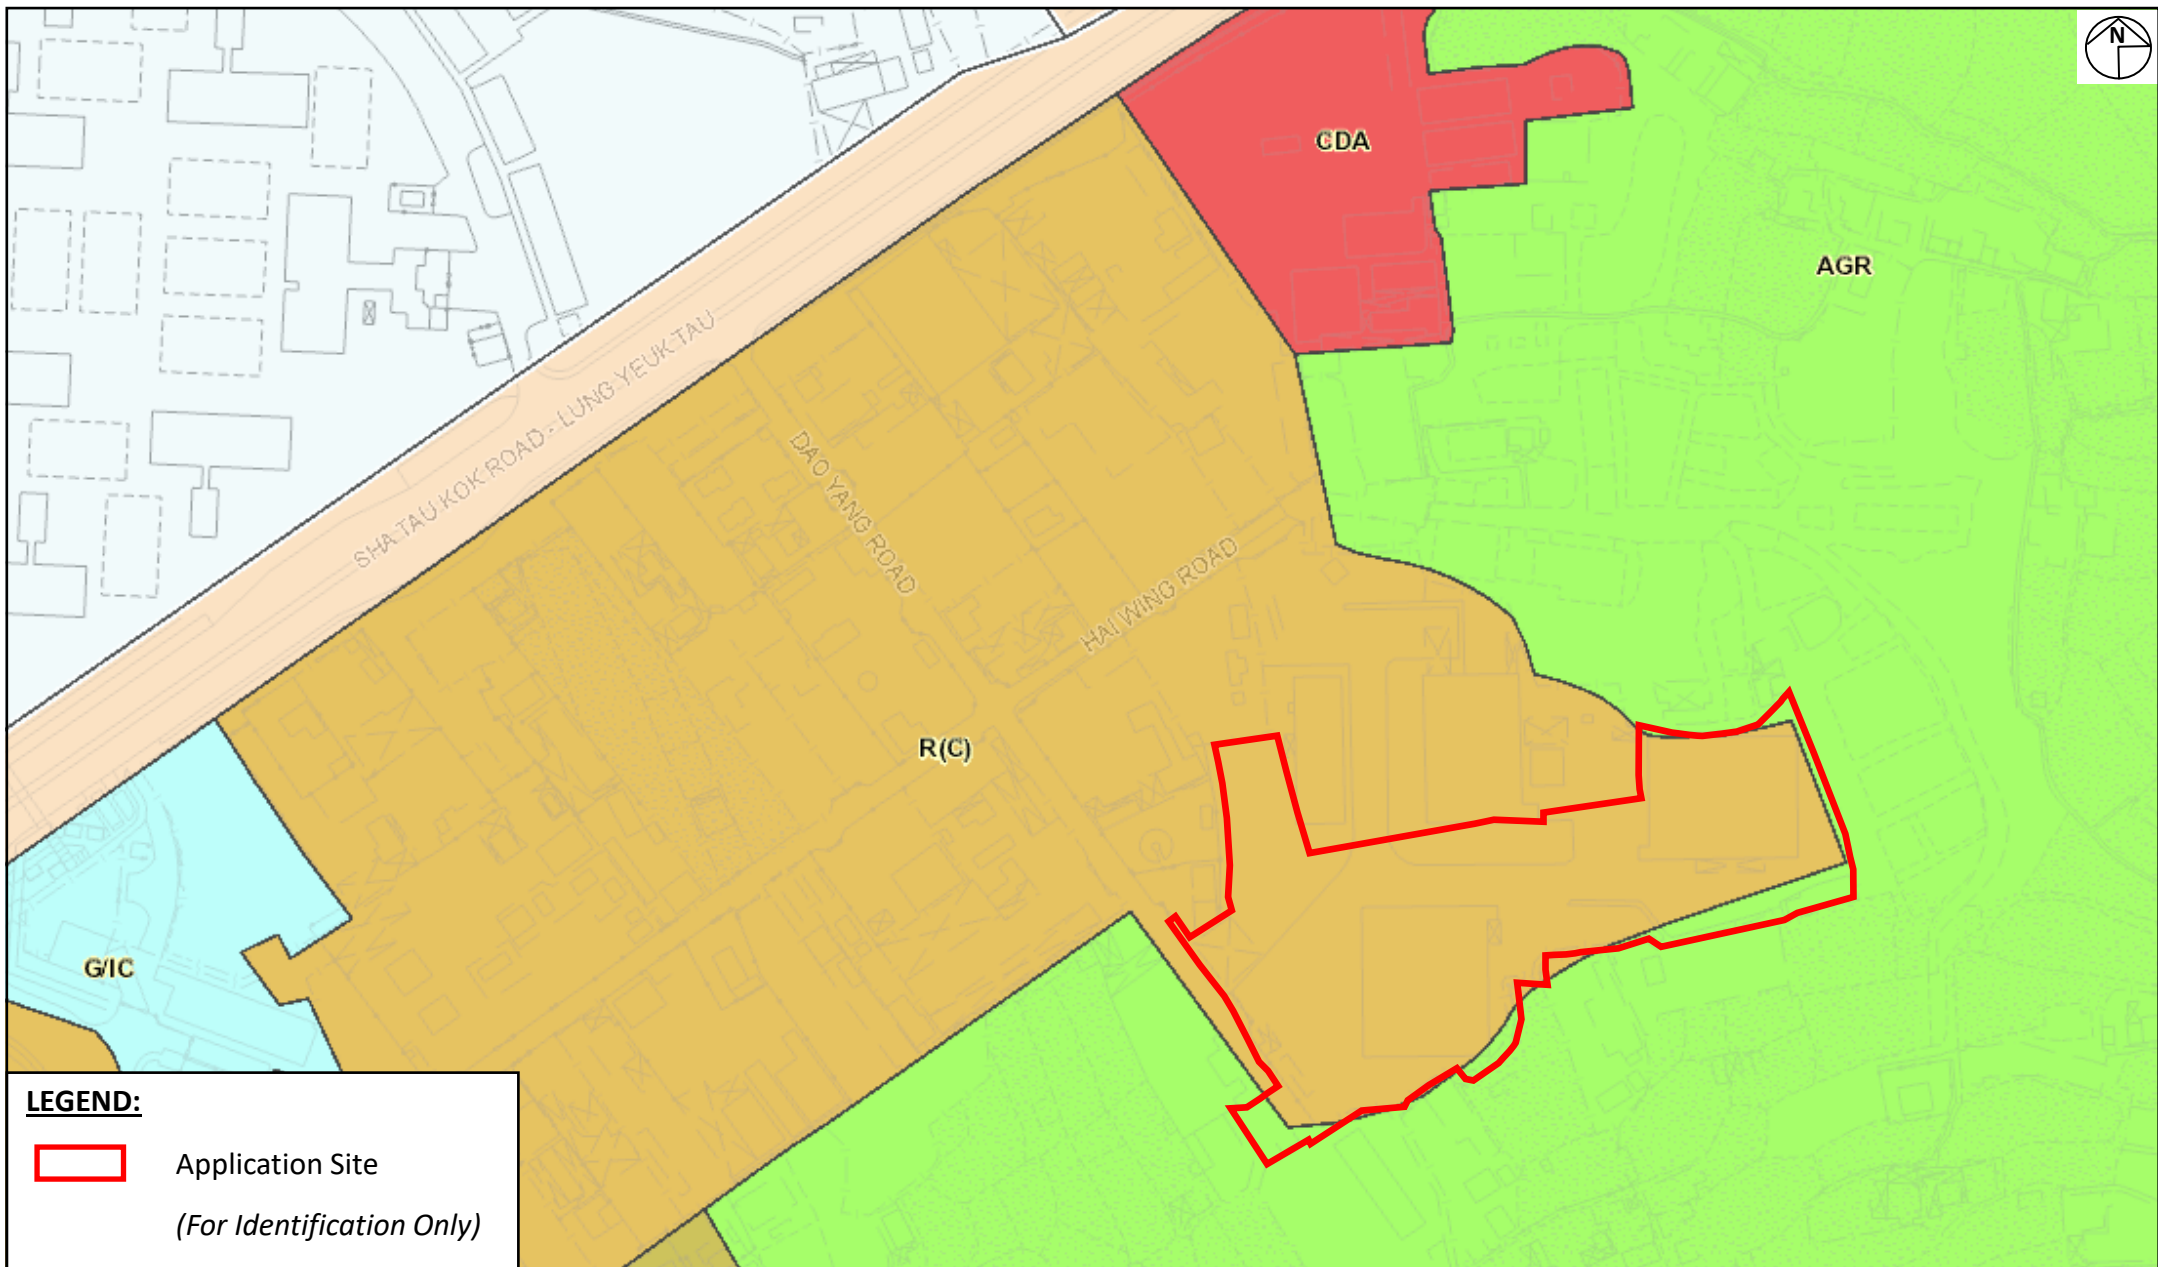 N
CDA
AGR
SHA TAU KOK ROAD - LUNG YEUK TAU
DAO YANG ROAD
HAI WING ROAD
R(C)
G/IC
LEGEND:
Application Site
(For Identification Only)